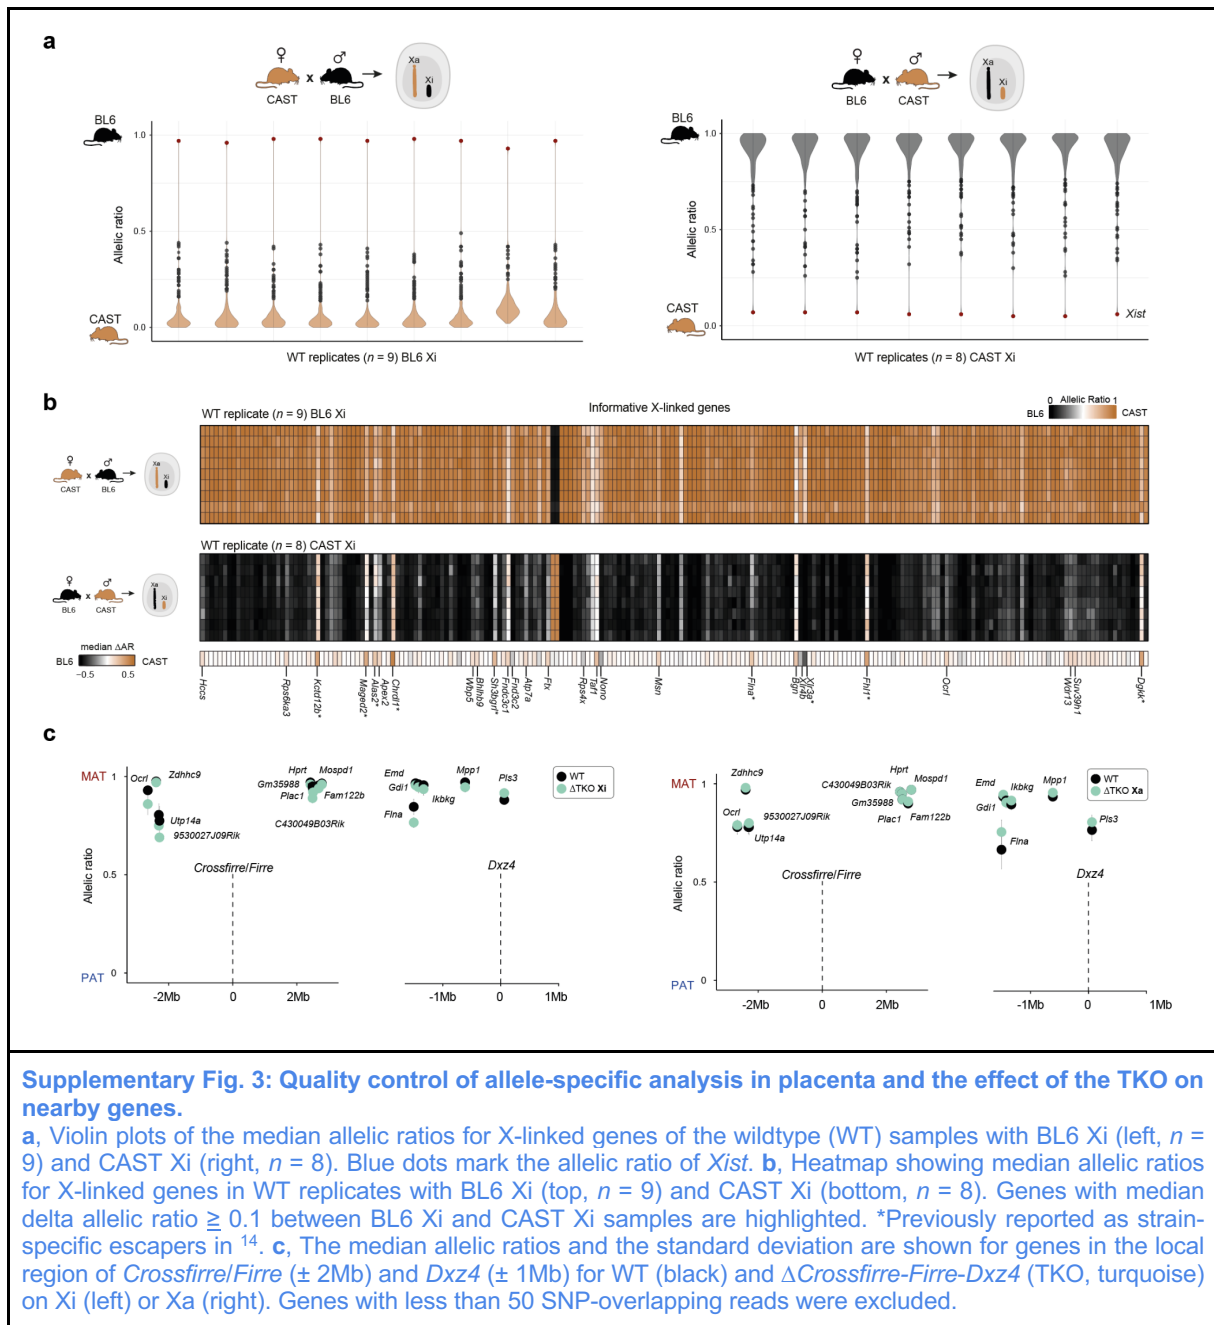 a
♀ ♂
x
CAST BL6
Xa
Xi
BL6
1.0
Allelic ratio
0.5
CAST
0.0
WT replicates (n = 9) BL6 Xi
♀ ♂
x
BL6 CAST
Xa
Xi
BL6
1.0
Allelic ratio
0.5
CAST
0.0
Xist
WT replicates (n = 8) CAST Xi
b
WT replicate (n = 9) BL6 Xi
Informative X-linked genes
0 Allelic Ratio 1
BL6 CAST
♀ ♂
x
CAST BL6
Xa
Xi
WT replicate (n = 8) CAST Xi
♀ ♂
x
BL6 CAST
Xa
Xi
median ΔAR
BL6 CAST
−0.5 0.5
Hccs
Rps6ka3
Kctd12b*
Maged2*
Alas2*
Apex2
Chrdl1*
Wbp5
Bhlhb9
Sh3bgrl*
Fndc3c1
Fnd3c2
Atp7a
Ftx
Rps4x
Taf1
Nono
Msn
Flna*
Bgn
Xlr4b
Xlr3a*
Fhl1*
Ocrl
Wdr13
Suv39h1
Dgkk*
c
MAT 1
Allelic ratio
0.5
PAT 0
Ocrl
Zdhhc9
Utp14a
9530027J09Rik
Hprt
Mospd1
Gm35988
Plac1
Fam122b
C430049B03Rik
Crossfirre/Firre
-2Mb 0 2Mb
Emd
Gdi1
Flna
Ikbkg
Mpp1
Pls3
Dxz4
-1Mb 0 1Mb
WT
ΔTKO Xi
MAT 1
Allelic ratio
0.5
PAT 0
Zdhhc9
Ocrl
9530027J09Rik
Utp14a
Hprt
C430049B03Rik
Mospd1
Gm35988
Plac1
Fam122b
Crossfirre/Firre
-2Mb 0 2Mb
Emd
Gdi1
Ikbkg
Flna
Mpp1
Pls3
Dxz4
-1Mb 0 1Mb
WT
ΔTKO Xa
Supplementary Fig. 3: Quality control of allele-specific analysis in placenta and the effect of the TKO on
nearby genes.
a, Violin plots of the median allelic ratios for X-linked genes of the wildtype (WT) samples with BL6 Xi (left, n =
9) and CAST Xi (right, n = 8). Blue dots mark the allelic ratio of Xist. b, Heatmap showing median allelic ratios
for X-linked genes in WT replicates with BL6 Xi (top, n = 9) and CAST Xi (bottom, n = 8). Genes with median
delta allelic ratio ≥ 0.1 between BL6 Xi and CAST Xi samples are highlighted. *Previously reported as strain-
specific escapers in 14. c, The median allelic ratios and the standard deviation are shown for genes in the local
region of Crossfirre/Firre (± 2Mb) and Dxz4 (± 1Mb) for WT (black) and ΔCrossfirre-Firre-Dxz4 (TKO, turquoise)
on Xi (left) or Xa (right). Genes with less than 50 SNP-overlapping reads were excluded.